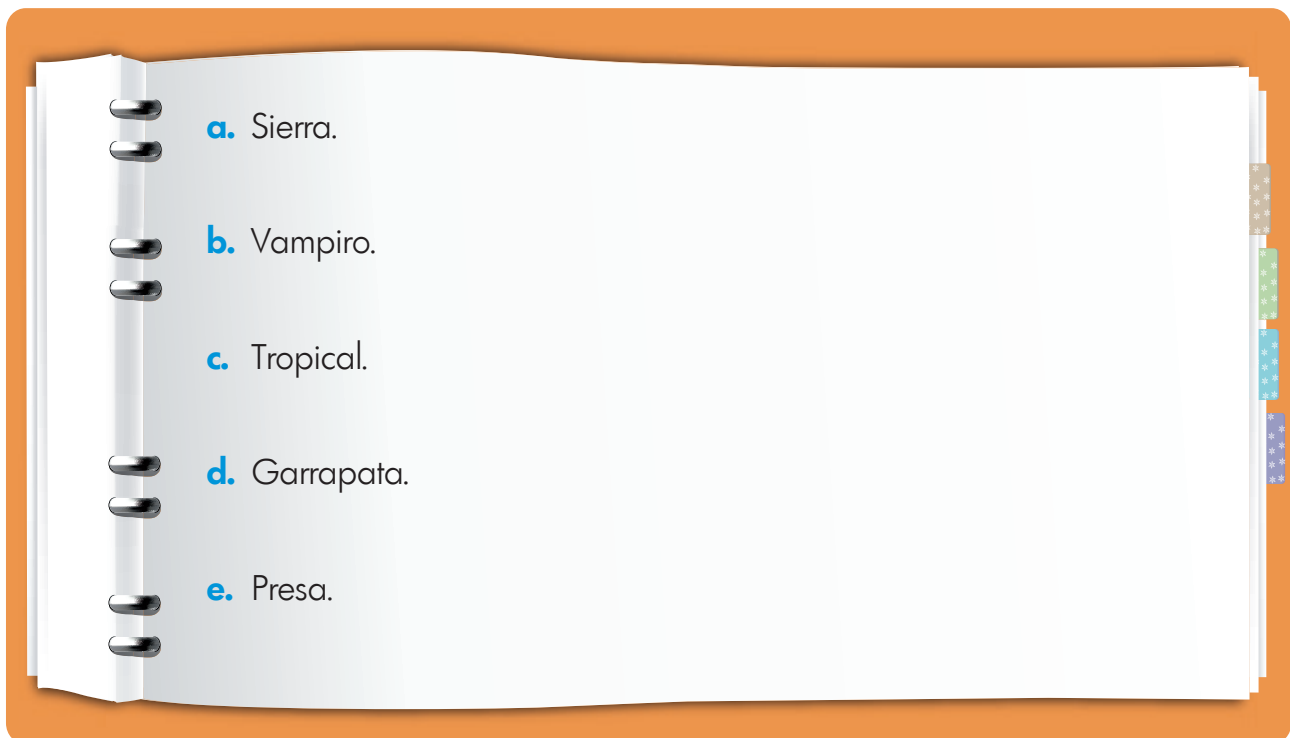 a. Sierra.
b. Vampiro.
c. Tropical.
d. Garrapata.
e. Presa.